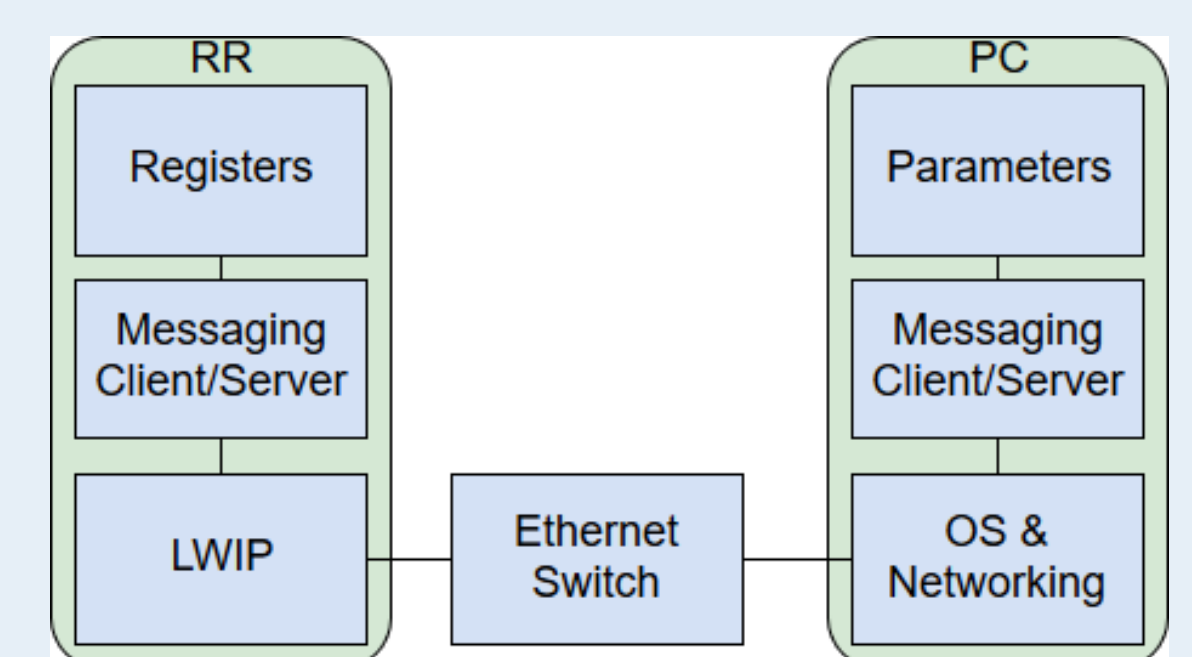 RR
Registers
Messaging
Client/Server
LWIP
Ethernet
Switch
PC
Parameters
Messaging
Client/Server
OS &
Networking